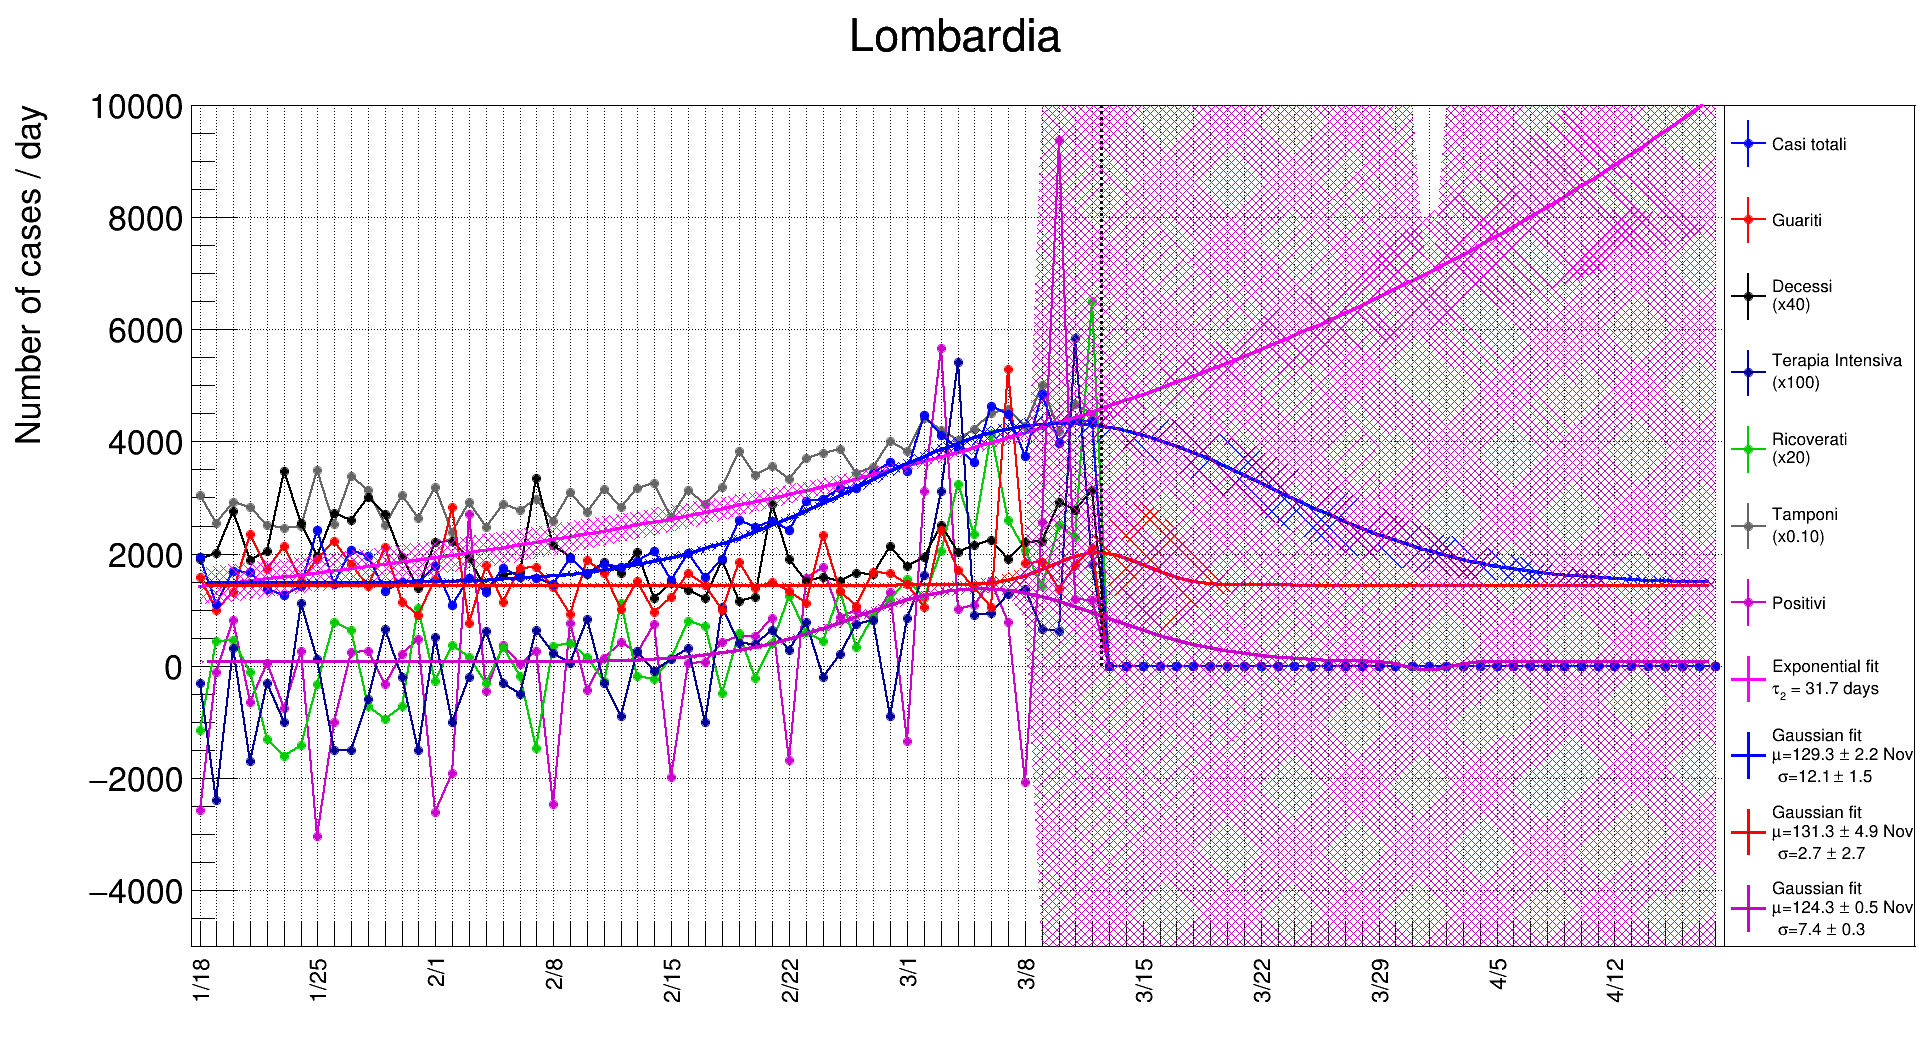 Lombardia
Number of cases / day
10000
8000
6000
4000
2000
0
−2000
−4000
1/18
1/25
2/1
2/8
2/15
2/22
3/1
3/8
3/15
3/22
3/29
4/5
4/12
Casi totali
Guariti
Decessi
(x40)
Terapia Intensiva
(x100)
Ricoverati
(x20)
Tamponi
(x0.10)
Positivi
Exponential fit
τ2 = 31.7 days
Gaussian fit
μ=129.3 ± 2.2 Nov
σ=12.1 ± 1.5
Gaussian fit
μ=131.3 ± 4.9 Nov
σ=2.7 ± 2.7
Gaussian fit
μ=124.3 ± 0.5 Nov
σ=7.4 ± 0.3